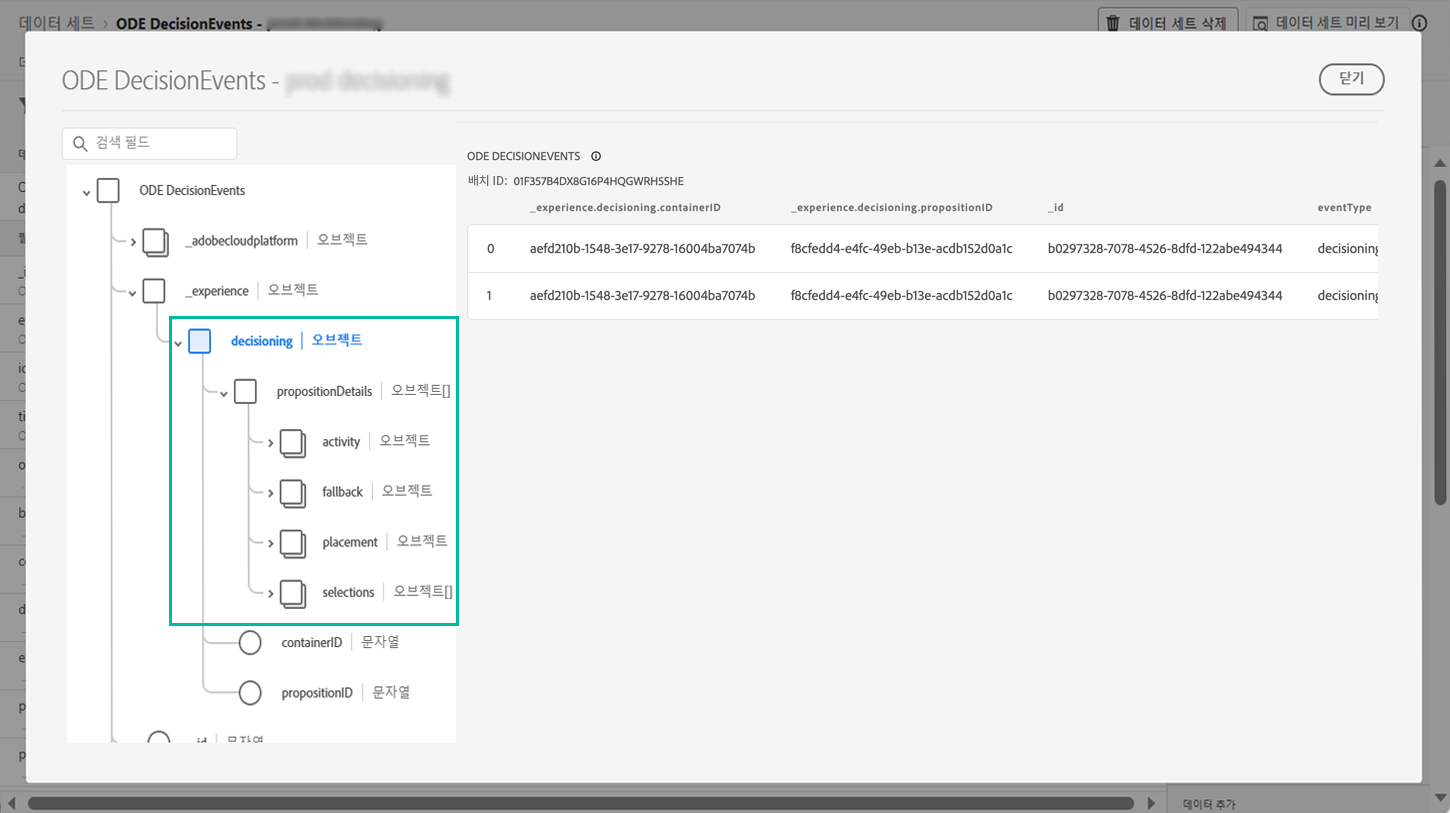 데이터 세트 › ODE DecisionEvents -
데이터 세트 삭제
데이터 세트 미리 보기
ODE DecisionEvents -
닫기
검색 필드
ODE DecisionEvents
_adobecloudplatform 오브젝트
_experience 오브젝트
decisioning 오브젝트
propositionDetails 오브젝트[]
activity 오브젝트
fallback 오브젝트
placement 오브젝트
selections 오브젝트[]
containerID 문자열
propositionID 문자열
_id 문자열
ODE DECISIONEVENTS
배치 ID: 01F357B4DX8G16P4HQGWRH5SHE
_experience.decisioning.containerID _experience.decisioning.propositionID _id eventType
0 aefd210b-1548-3e17-9278-16004ba7074b f8cfedd4-e4fc-49eb-b13e-acdb152d0a1c b0297328-7078-4526-8dfd-122abe494344 decisioning
1 aefd210b-1548-3e17-9278-16004ba7074b f8cfedd4-e4fc-49eb-b13e-acdb152d0a1c b0297328-7078-4526-8dfd-122abe494344 decisioning
데이터 추가